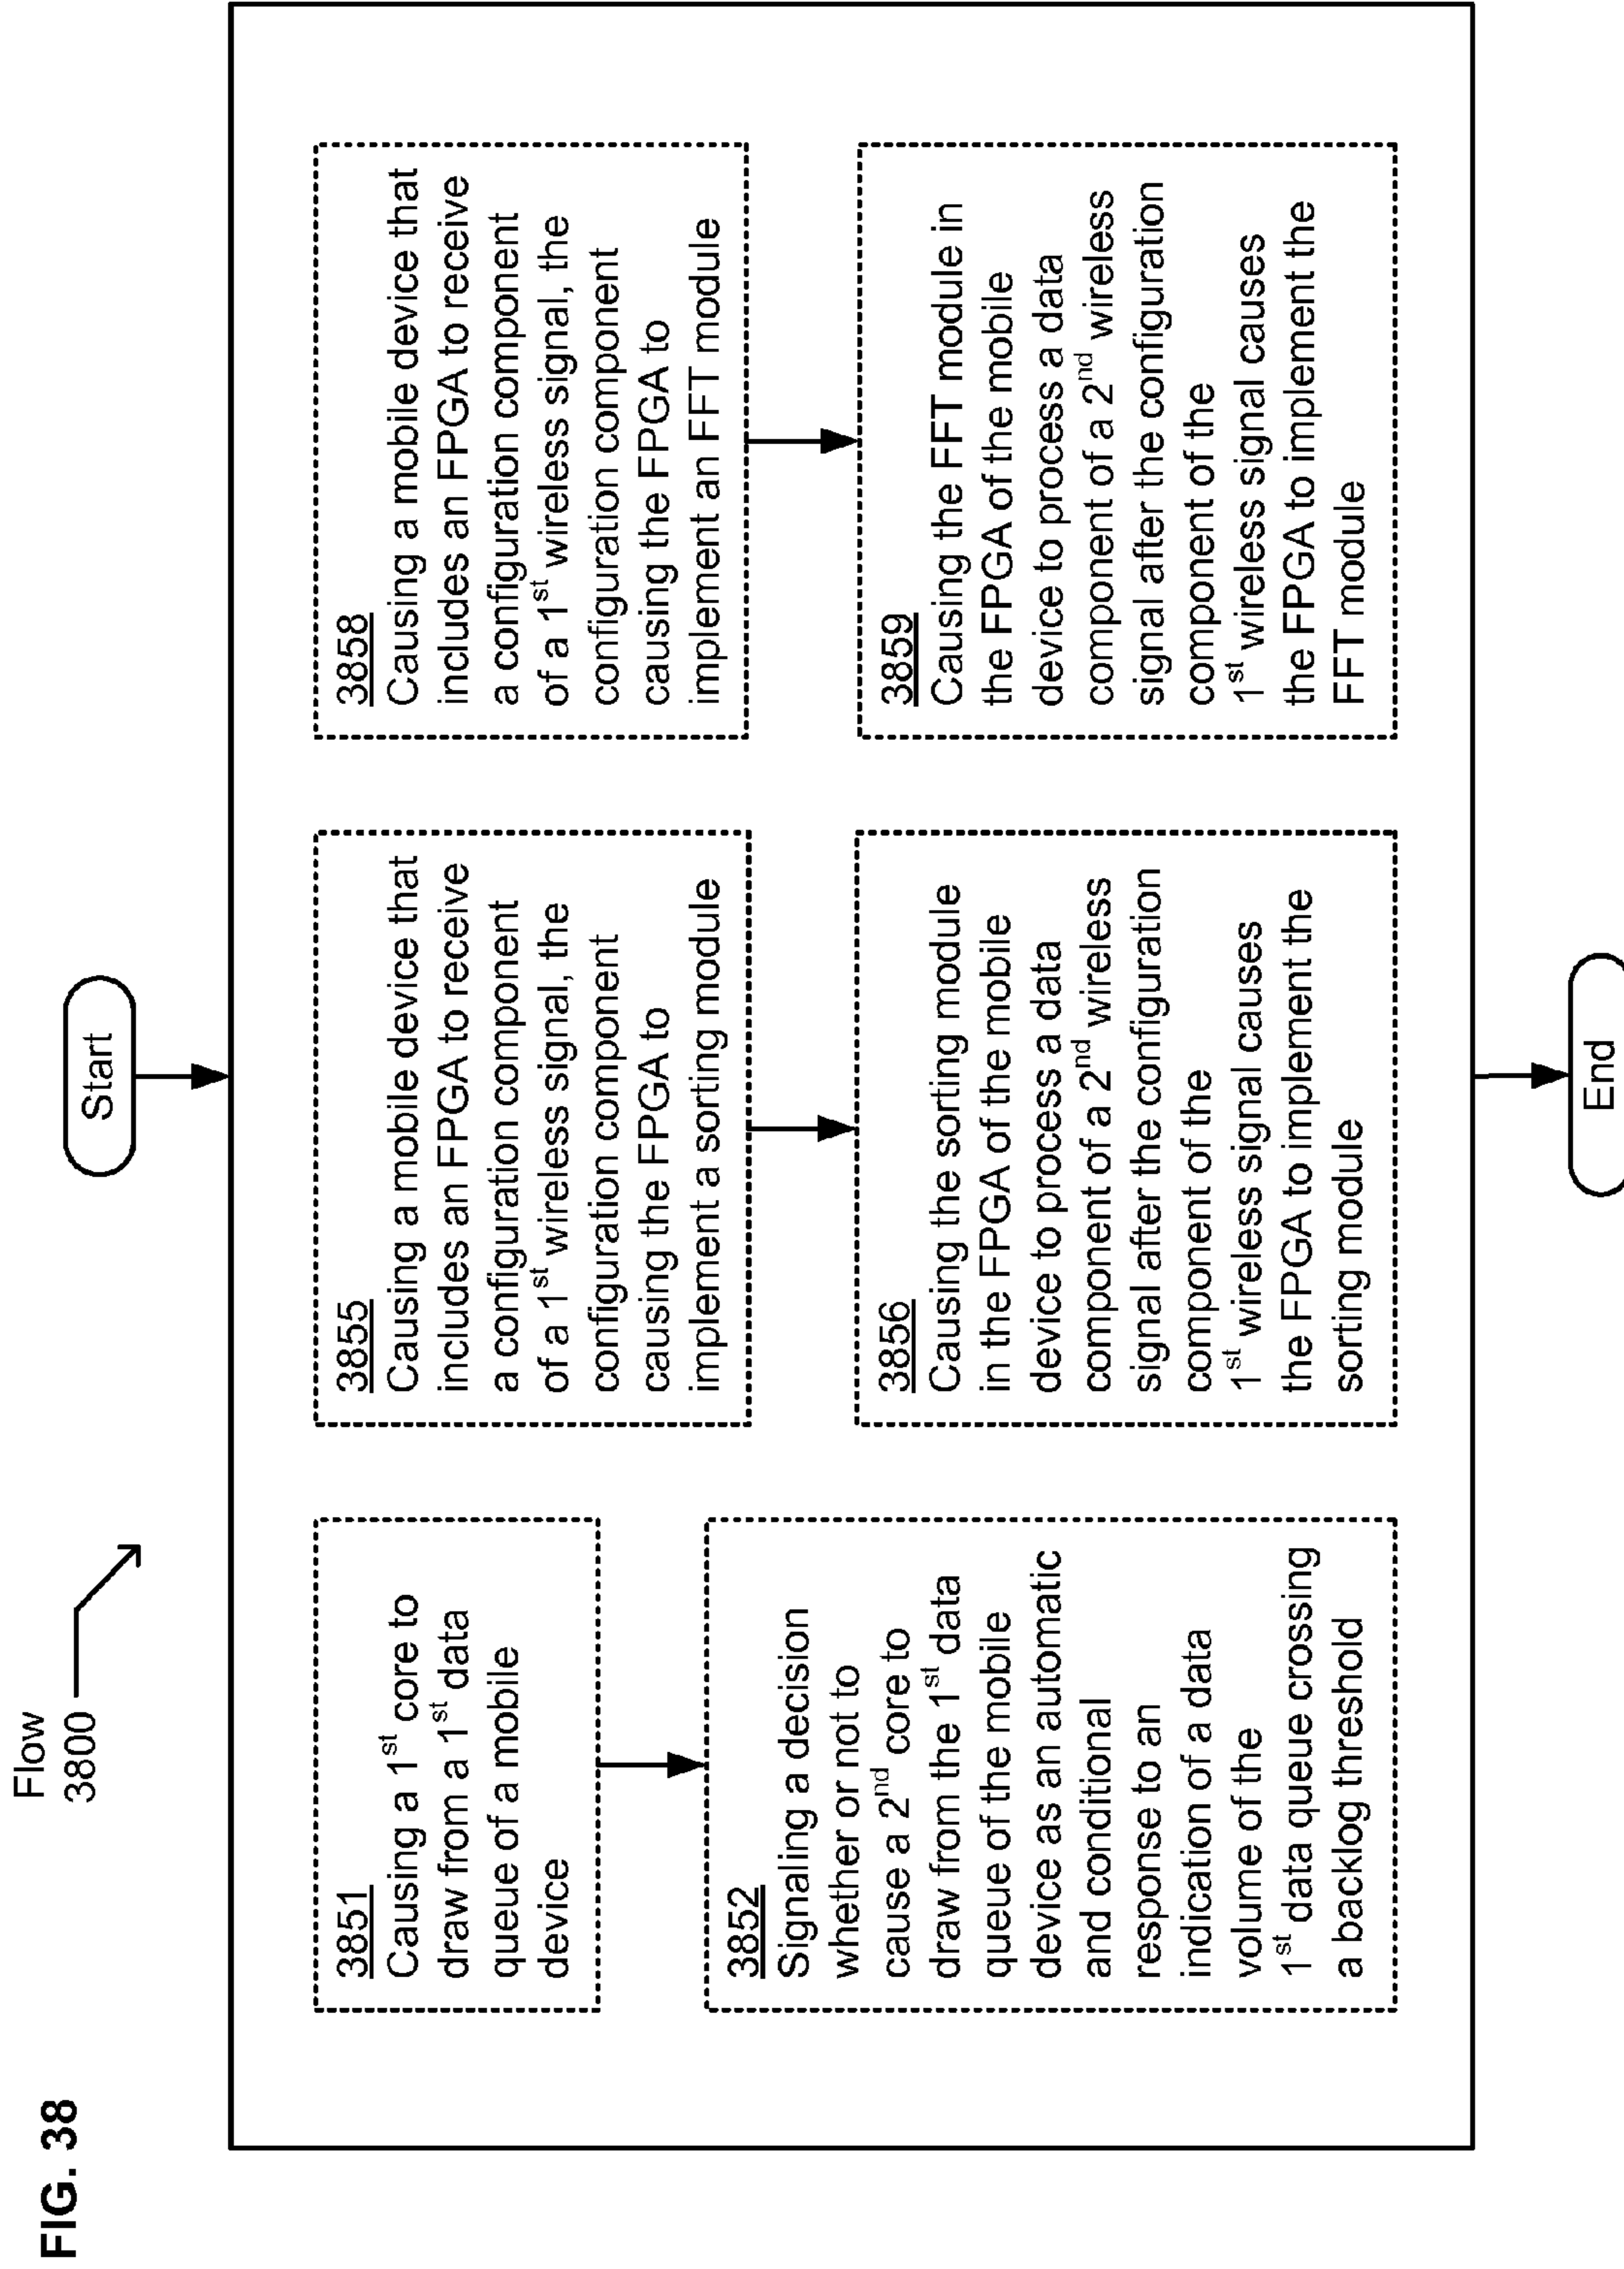 FIG. 38
Flow
3800
Start
3851
Causing a 1st core to
draw from a 1st data
queue of a mobile
device
3852
Signaling a decision
whether or not to
cause a 2nd core to
draw from the 1st data
queue of the mobile
device as an automatic
and conditional
response to an
indication of a data
volume of the
1st data queue crossing
a backlog threshold
3855
Causing a mobile device that
includes an FPGA to receive
a configuration component
of a 1st wireless signal, the
configuration component
causing the FPGA to
implement a sorting module
3856
Causing the sorting module
in the FPGA of the mobile
device to process a data
component of a 2nd wireless
signal after the configuration
component of the
1st wireless signal causes
the FPGA to implement the
sorting module
3858
Causing a mobile device that
includes an FPGA to receive
a configuration component
of a 1st wireless signal, the
configuration component
causing the FPGA to
implement an FFT module
3859
Causing the FFT module in
the FPGA of the mobile
device to process a data
component of a 2nd wireless
signal after the configuration
component of the
1st wireless signal causes
the FPGA to implement the
FFT module
End